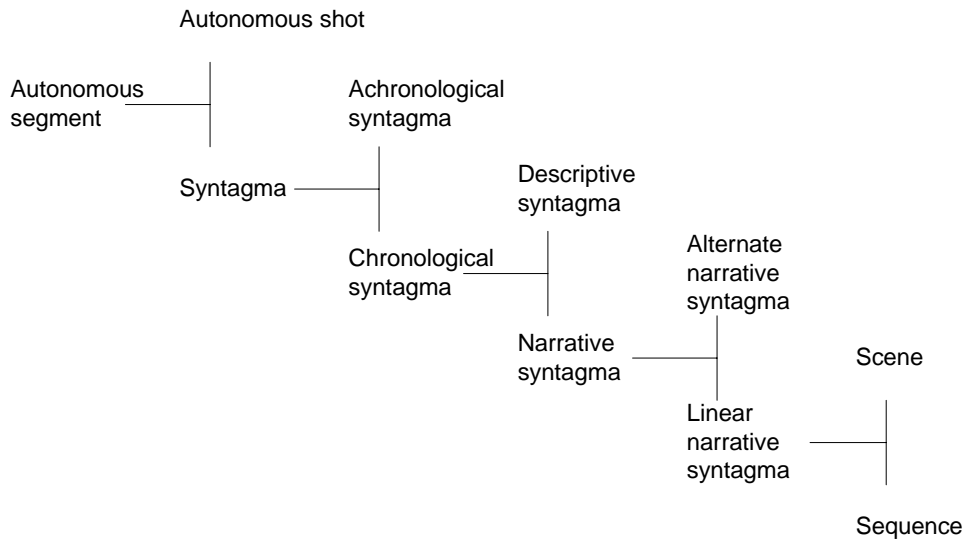 Autonomous shot
Autonomous
segment
Achronological
syntagma
Syntagma
Descriptive
syntagma
Chronological
syntagma
Alternate
narrative
syntagma
Narrative
syntagma
Scene
Linear
narrative
syntagma
Sequence